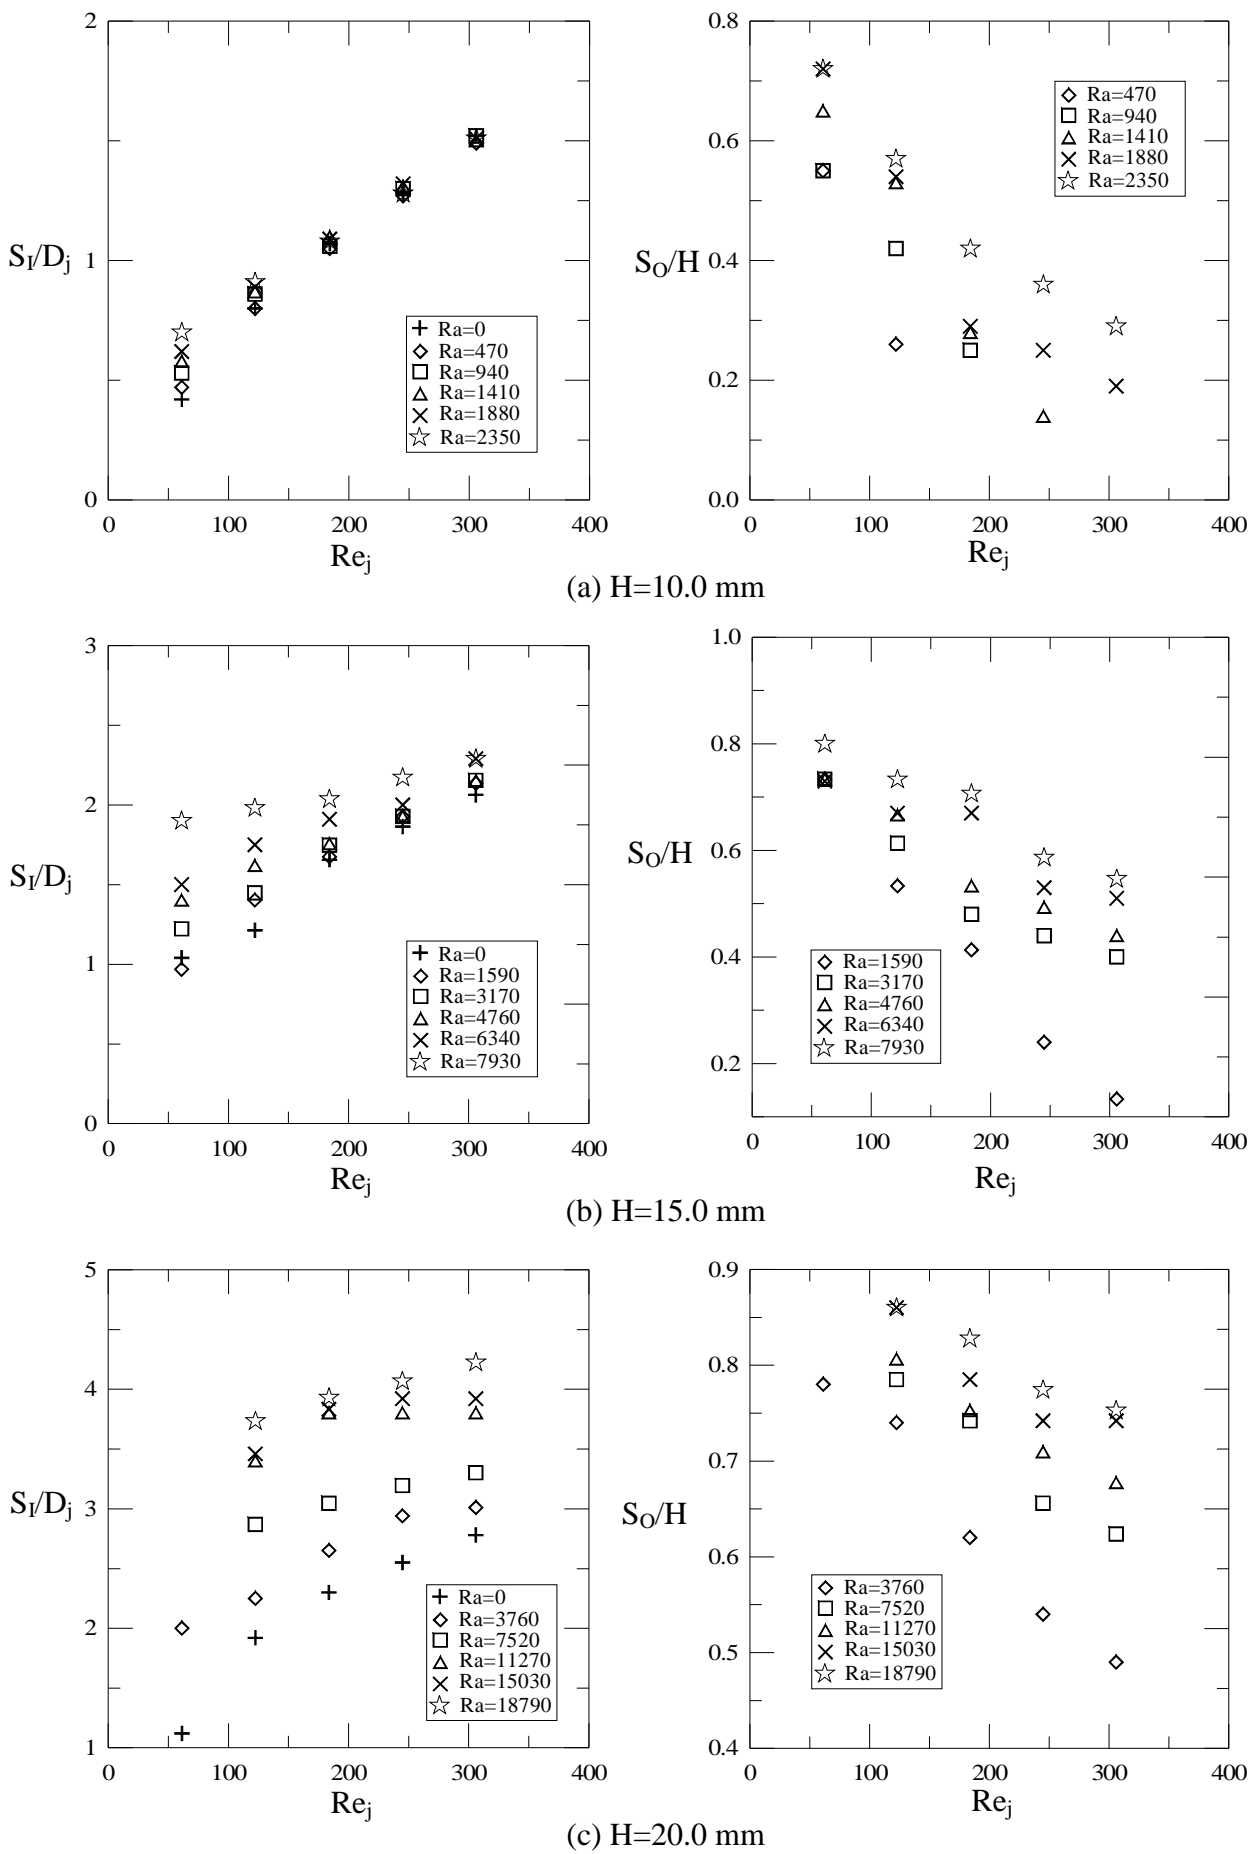 2
1
0
S_I/D_j
0 100 200 300 400
Re_j
Ra=0
Ra=470
Ra=940
Ra=1410
Ra=1880
Ra=2350
0.8
0.6
0.4
0.2
0.0
S_O/H
0 100 200 300 400
Re_j
Ra=470
Ra=940
Ra=1410
Ra=1880
Ra=2350
(a) H=10.0 mm
3
2
1
0
S_I/D_j
0 100 200 300 400
Re_j
Ra=0
Ra=1590
Ra=3170
Ra=4760
Ra=6340
Ra=7930
1.0
0.8
0.6
0.4
0.2
S_O/H
0 100 200 300 400
Re_j
Ra=1590
Ra=3170
Ra=4760
Ra=6340
Ra=7930
(b) H=15.0 mm
5
4
3
2
1
S_I/D_j
0 100 200 300 400
Re_j
Ra=0
Ra=3760
Ra=7520
Ra=11270
Ra=15030
Ra=18790
0.9
0.8
0.7
0.6
0.5
0.4
S_O/H
0 100 200 300 400
Re_j
Ra=3760
Ra=7520
Ra=11270
Ra=15030
Ra=18790
(c) H=20.0 mm